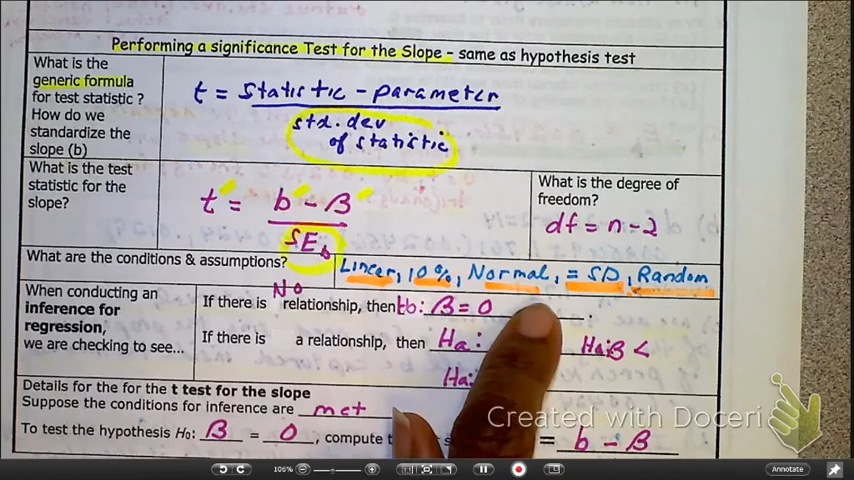 Performing a significance Test for the Slope – same as hypothesis test
What is the
generic formula
for test statistic ?
How do we
standardize the
slope (b)
t = statistic - parameter
std. dev
of statistic
What is the test
statistic for the
slope?
t = b - β
SEb
What is the degree of
freedom?
df = n-2
What are the conditions & assumptions?
Linear, 10%, Normal, = SD, Random
When conducting an
inference for
regression,
we are checking to see...
If there is No relationship, then Ho: β = 0 :
If there is a relationship, then Ha: Ha: β <
Ha:
Details for the for the t test for the slope
Suppose the conditions for inference are met
To test the hypothesis H0: β = 0, compute t
= b - β
Created with Doceri
106%
Annotate